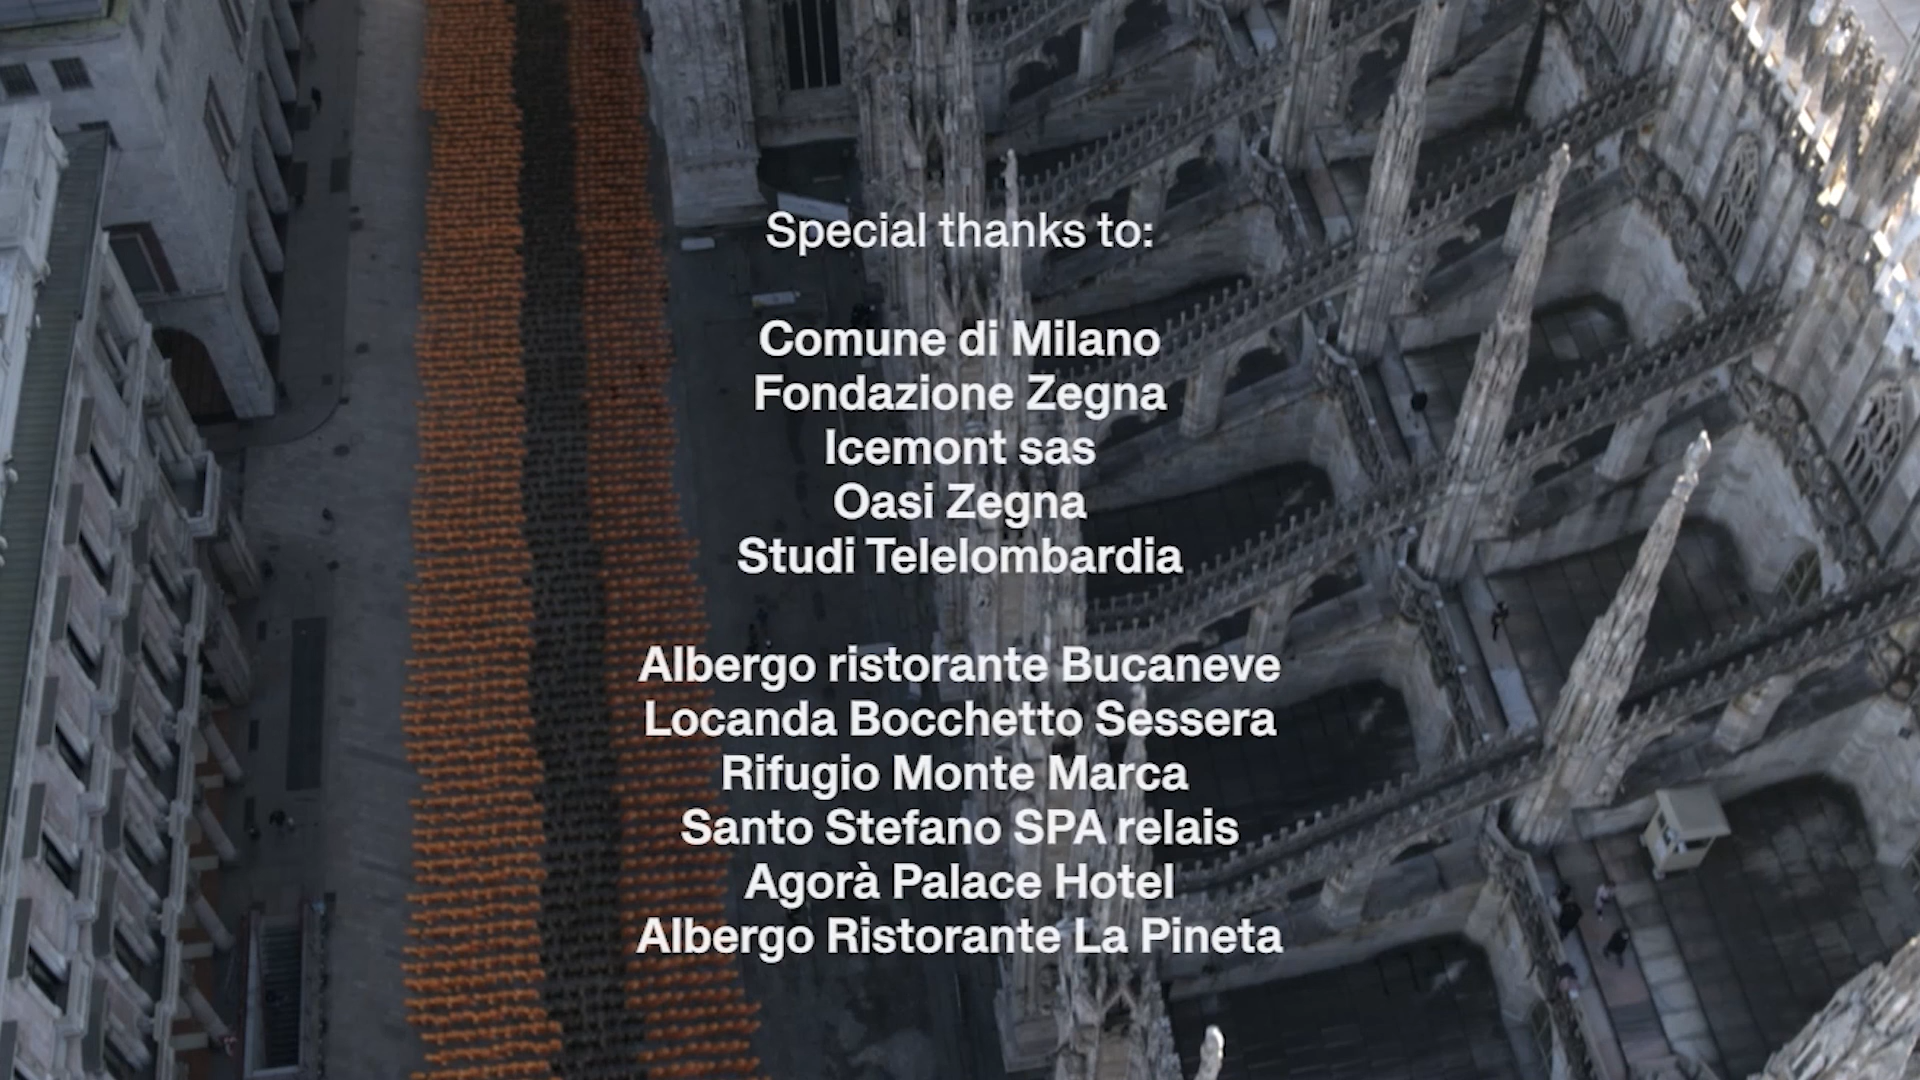 Special thanks to:
Comune di Milano
Fondazione Zegna
Icemont sas
Oasi Zegna
Studi Telelombardia
Albergo ristorante Bucaneve
Locanda Bocchetto Sessera
Rifugio Monte Marca
Santo Stefano SPA relais
Agorà Palace Hotel
Albergo Ristorante La Pineta